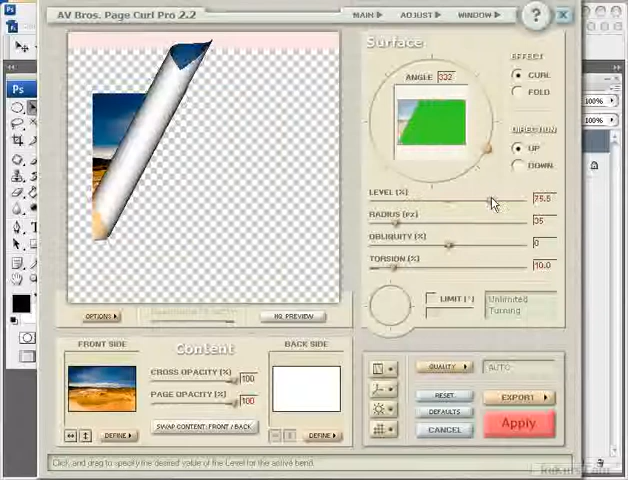 AV Bros. Page Curl Pro 2.2
MAIN
ADJUST
WINDOW
?
Surface
EFFECT
ANGLE 332
CURL
FOLD
DIRECTION
UP
DOWN
LEVEL (%)
75.5
RADIUS (px)
35
OBLIQUITY (%)
0
TORSION (%)
10.0
LIMIT (°)
Unlimited
Turning
OPTIONS
HQ PREVIEW
FRONT SIDE
Content
BACK SIDE
CROSS OPACITY (%)
100
PAGE OPACITY (%)
100
SWAP CONTENT: FRONT / BACK
DEFINE
DEFINE
QUALITY
AUTO
RESET
DEFAULTS
CANCEL
EXPORT
Apply
Click and drag to specify the desired value of the Level for the active bend.
Ps
Ps
100%
100%